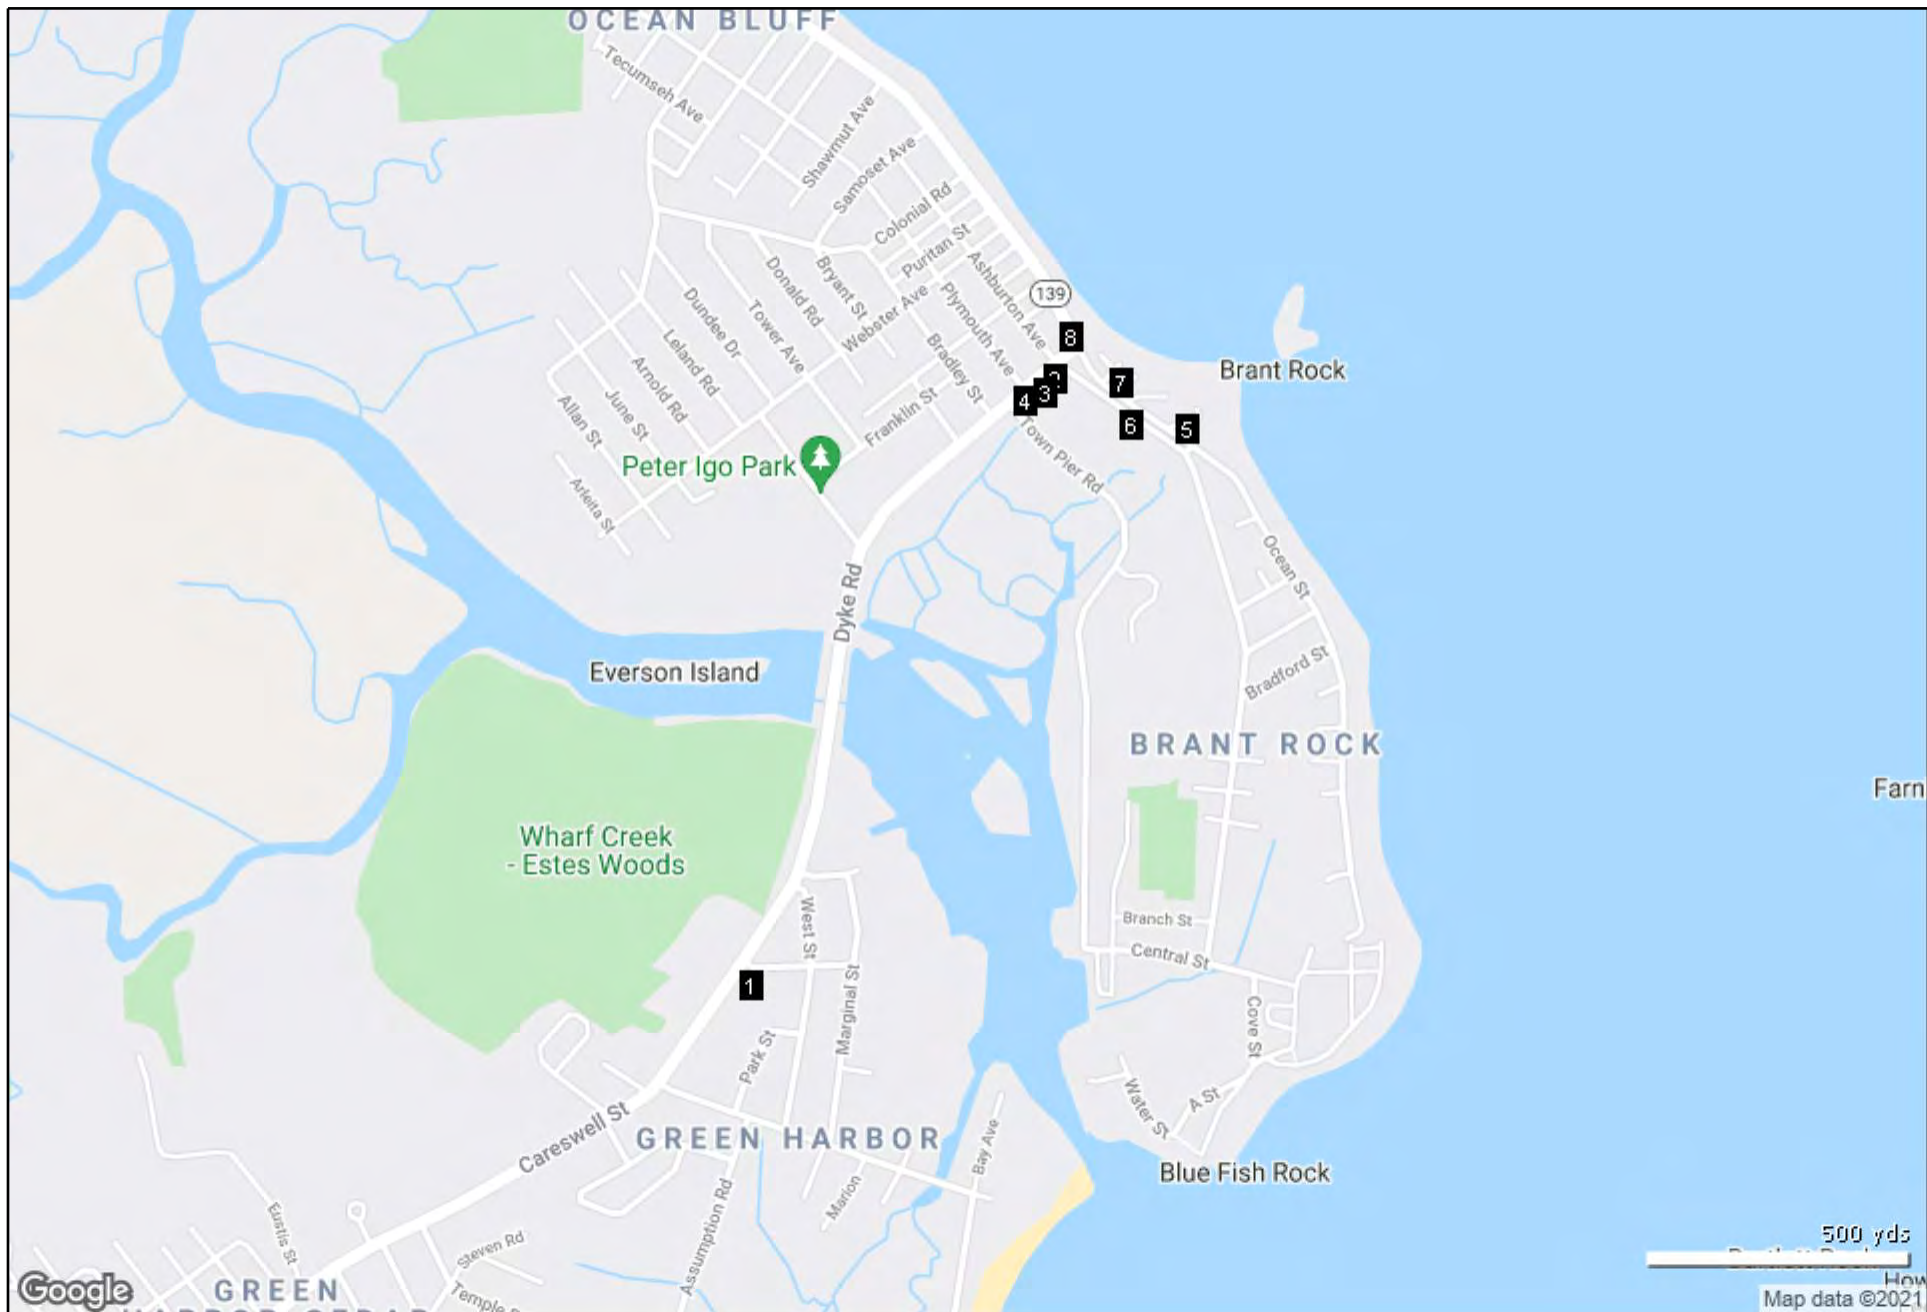 OCEAN BLUFF
Tecumseh Ave
Shawmut Ave
Samoset Ave
Colonial Rd
Puritan St
Ashburton Ave
139
Bryant St
Donald Rd
Webster Ave
Plymouth Ave
Dundee Dr
Tower Ave
8
Leland Rd
Bradley St
Brant Rock
Arnold Rd
7
3
4
June St
Allan St
Franklin St
6
5
Town Pier Rd
Peter Igo Park
Arleita St
Ocean St
Dyke Rd
Everson Island
Bradford St
BRANT ROCK
Farn
Wharf Creek
- Estes Woods
West St
Branch St
Central St
1
Marginal St
Cove St
Park St
Water St
A St
Careswell St
GREEN HARBOR
Bay Ave
Blue Fish Rock
Marion
Assumption Rd
Eustis St
Steven Rd
500 yds
GREEN
Temple
How
Google
Map data ©2021